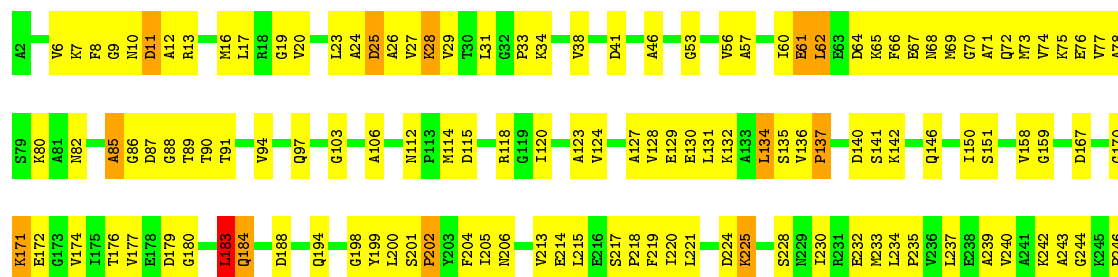 A2 V6 K7 F8 G9 N10 D11 A12 R13 M16 L17 R18 G19 V20 L23 A24 D25 A26 V27 K28 V29 T30 L31 G32 P33 K34 V38 D41 A46 G53 V56 A57 I60 E61 L62 E63 D64 K65 F66 E67 N68 M69 G70 A71 Q72 M73 V74 K75 E76 V77 A78
S79 K80 A81 N82 A85 G86 D87 G88 T89 T90 T91 V94 Q97 G103 A106 N112 P113 M114 D115 R118 G119 I120 A123 V124 A127 V128 E129 E130 L131 K132 A133 L134 S135 V136 P137 D140 S141 K142 Q146 I150 S151 V158 G159 D167
K171 E172 G173 V174 I175 T176 V177 E178 D179 G180 L183 Q184 D188 Q194 G198 Y199 L200 S201 P202 Y203 F204 I205 N206 V213 E214 L215 E216 S217 P218 F219 I220 L221 D224 K225 S228 N229 I230 R231 E232 M233 L234 P235 V236 L237 E238 A239 V240 A241 K242 A243 G244 K245